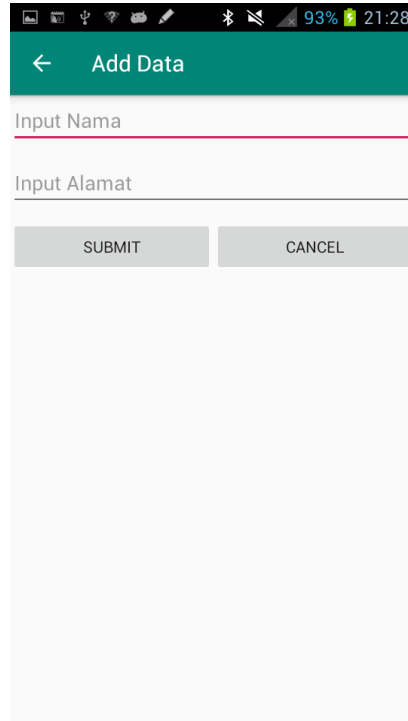 93% 21:28
Add Data
Input Nama
Input Alamat
SUBMIT CANCEL